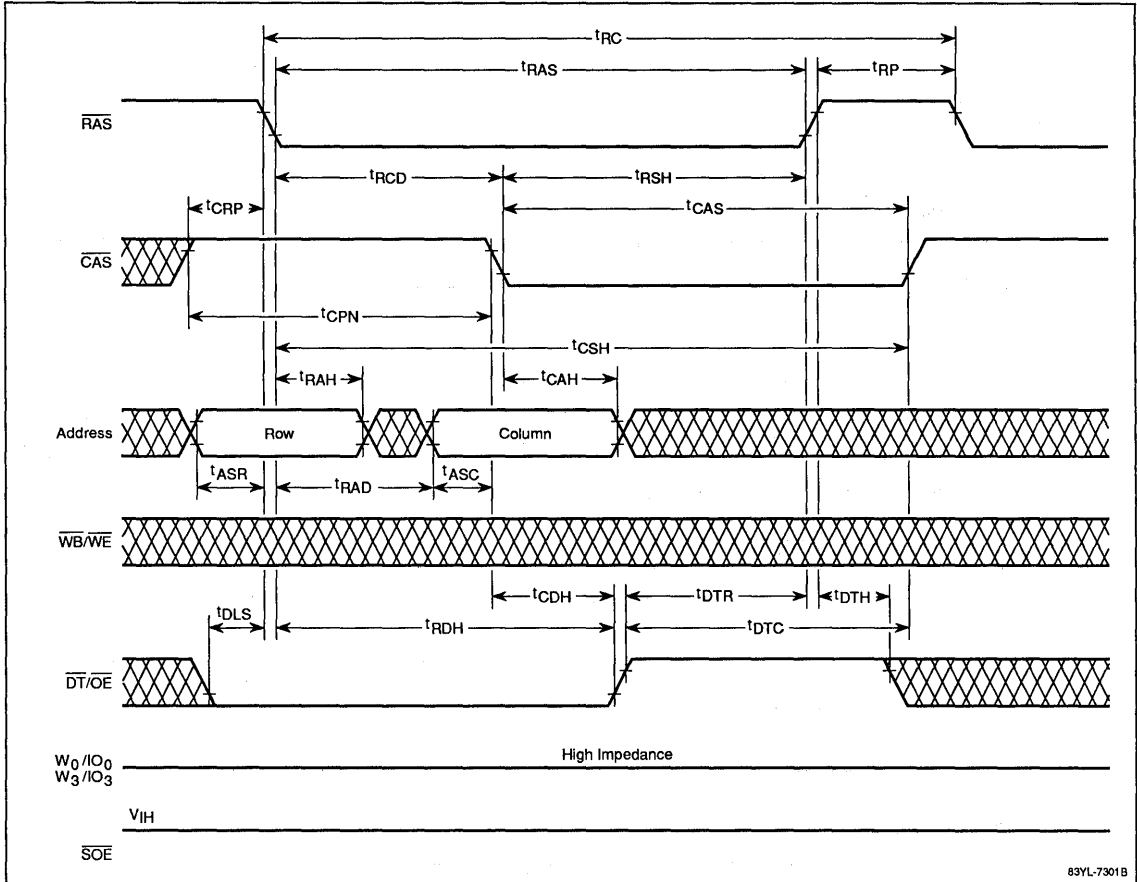 tRC
tRAS
tRP
RAS
tRCD
tRSH
tCRP
tCAS
CAS
tCPN
tCSH
tRAH
tCAH
Address
Row
Column
tASR
tRAD
tASC
WB/WE
tCDH
tDTR
tDTH
tDLS
tRDH
tDTC
DT/OE
W0/IO0
W3/IO3
High Impedance
VIH
SOE
83YL-7301B